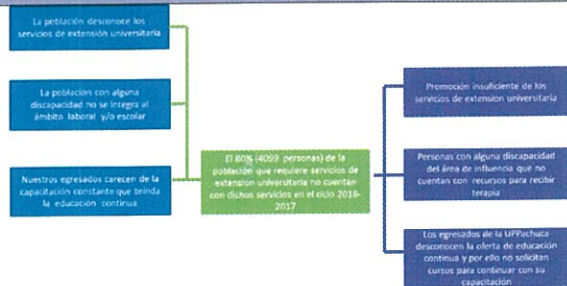 La población desconoce los
servicios de extensión universitaria
La población con alguna
discapacidad no se integra al
ámbito laboral y/o escolar
Nuestros egresados carecen de la
capacitación constante que brinda
la educación continua
El 80% (4099 personas) de la
población que requiere servicios de
extensión universitaria no cuentan
con dichos servicios en el ciclo 2016-
2017
Promoción insuficiente de los
servicios de extensión universitaria
Personas con alguna discapacidad
del área de influencia que no
cuentan con recursos para recibir
terapia
Los egresados de la UPPachuca
desconocen la oferta de educación
continua y por ello no solicitan
cursos para continuar con su
capacitación